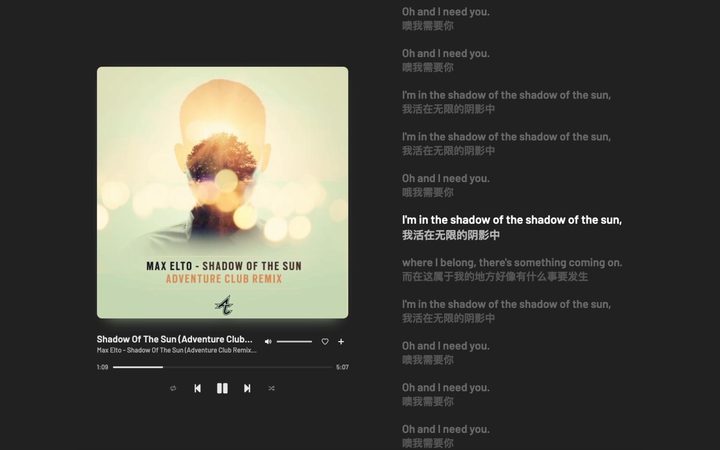 MAX ELTO - SHADOW OF THE SUN
ADVENTURE CLUB REMIX
Shadow Of The Sun (Adventure Club...
Max Elto - Shadow Of The Sun (Adventure Club Remix...
1:09
5:07
Oh and I need you.
噢我需要你
Oh and I need you.
噢我需要你
I'm in the shadow of the shadow of the sun,
我活在无限的阴影中
I'm in the shadow of the shadow of the sun,
我活在无限的阴影中
Oh and I need you.
哦我需要你
I'm in the shadow of the shadow of the sun,
我活在无限的阴影中
where I belong, there's something coming on.
而在这属于我的地方好像有什么事要发生
I'm in the shadow of the shadow of the sun,
我活在无限的阴影中
Oh and I need you.
噢我需要你
Oh and I need you.
噢我需要你
Oh and I need you.
噢我需要你